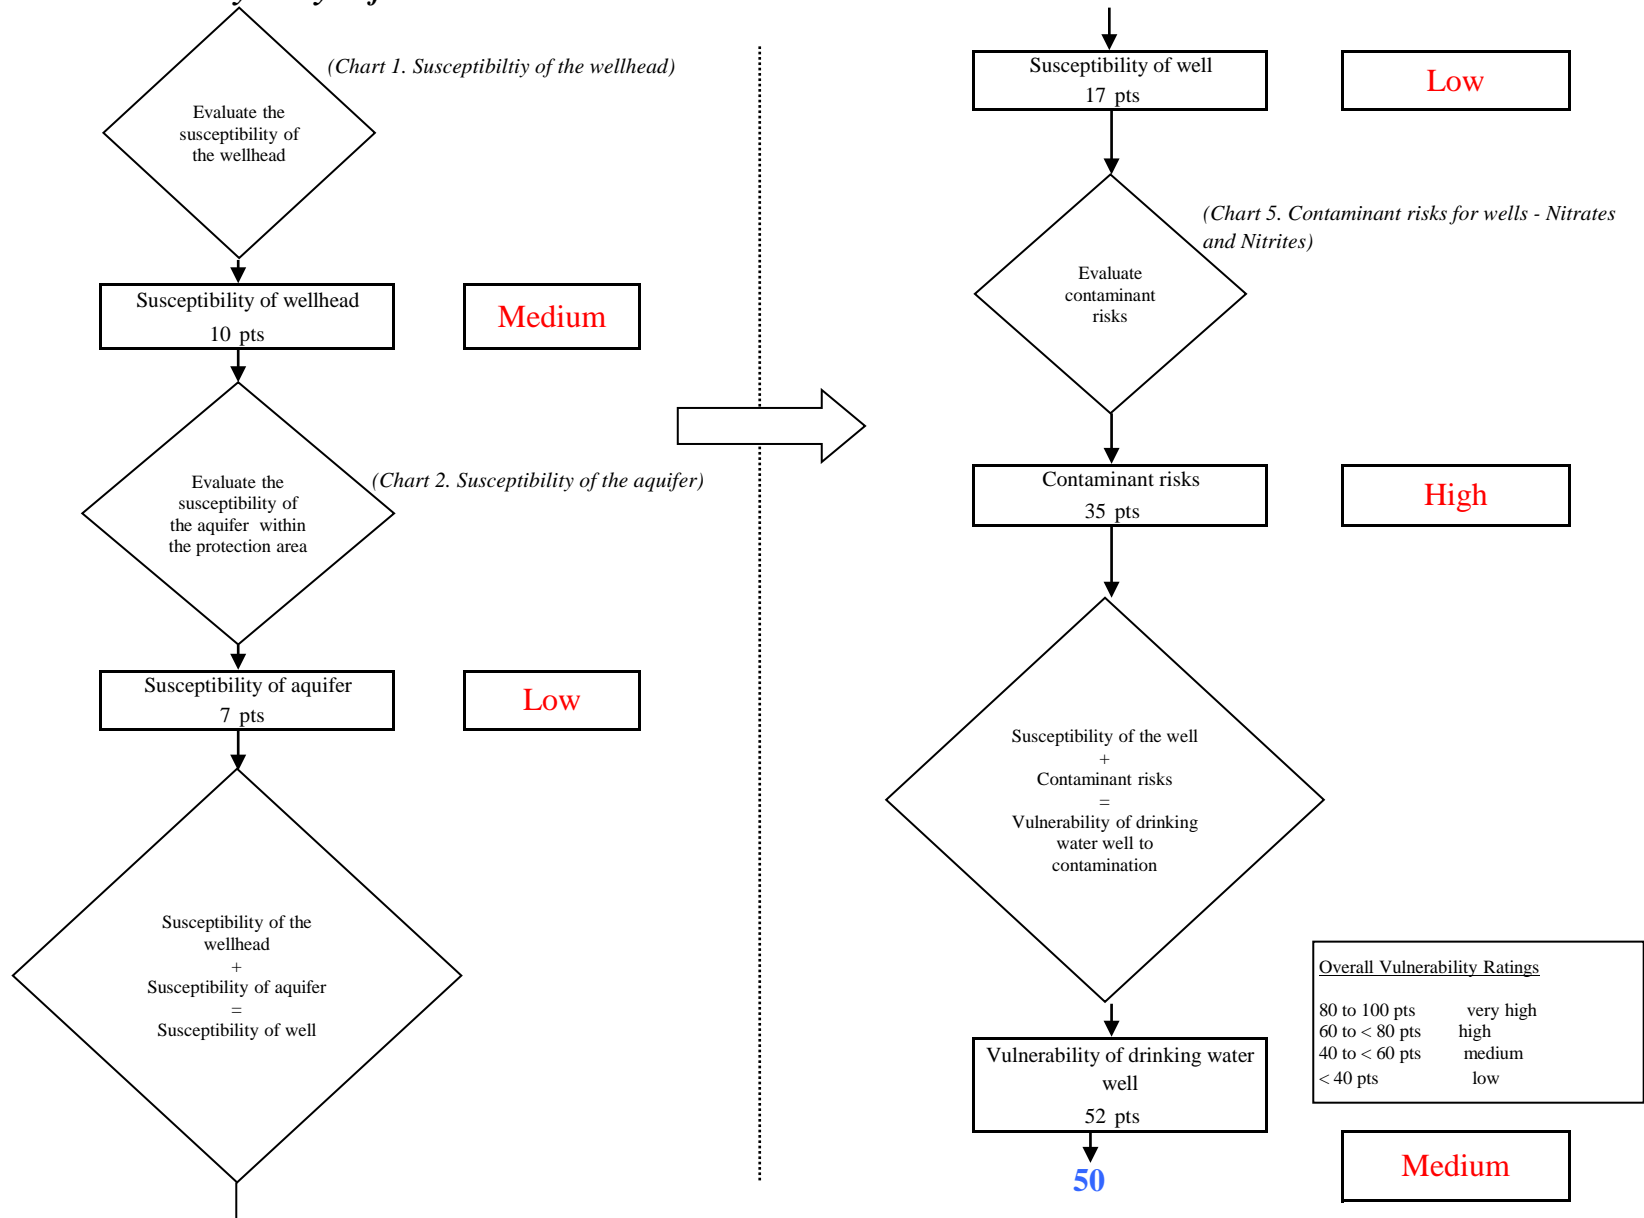 (Chart 1. Susceptibiltiy of the wellhead)
Evaluate the
susceptibility of
the wellhead
Susceptibility of wellhead
10 pts
Medium
(Chart 2. Susceptibility of the aquifer)
Evaluate the
susceptibility of
the aquifer within
the protection area
Susceptibility of aquifer
7 pts
Low
Susceptibility of the
wellhead
+
Susceptibility of aquifer
=
Susceptibility of well
Susceptibility of well
17 pts
Low
(Chart 5. Contaminant risks for wells - Nitrates
and Nitrites)
Evaluate
contaminant
risks
Contaminant risks
35 pts
High
Susceptibility of the well
+
Contaminant risks
=
Vulnerability of drinking
water well to
contamination
Overall Vulnerability Ratings
80 to 100 pts very high
60 to < 80 pts high
40 to < 60 pts medium
< 40 pts low
Vulnerability of drinking water
well
52 pts
50
Medium